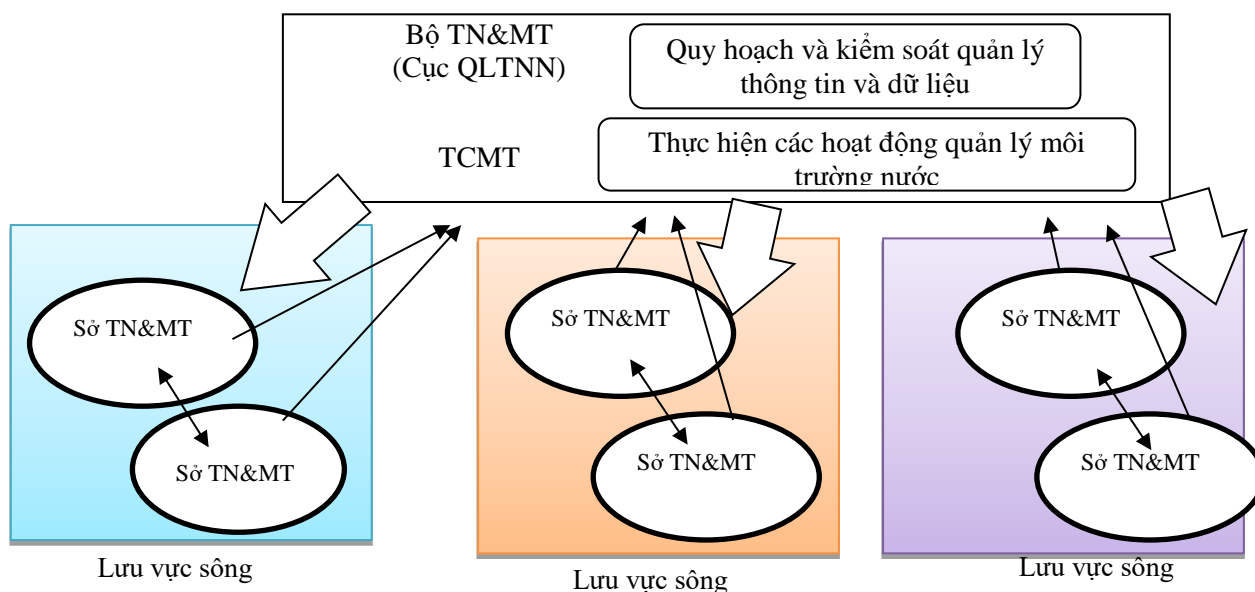 Bộ TN&MT
(Cục QLTNN)
Quy hoạch và kiểm soát quản lý
thông tin và dữ liệu
TCMT
Thực hiện các hoạt động quản lý môi
trường nước
Sở TN&MT
Sở TN&MT
Lưu vực sông
Sở TN&MT
Sở TN&MT
Lưu vực sông
Sở TN&MT
Sở TN&MT
Lưu vực sông